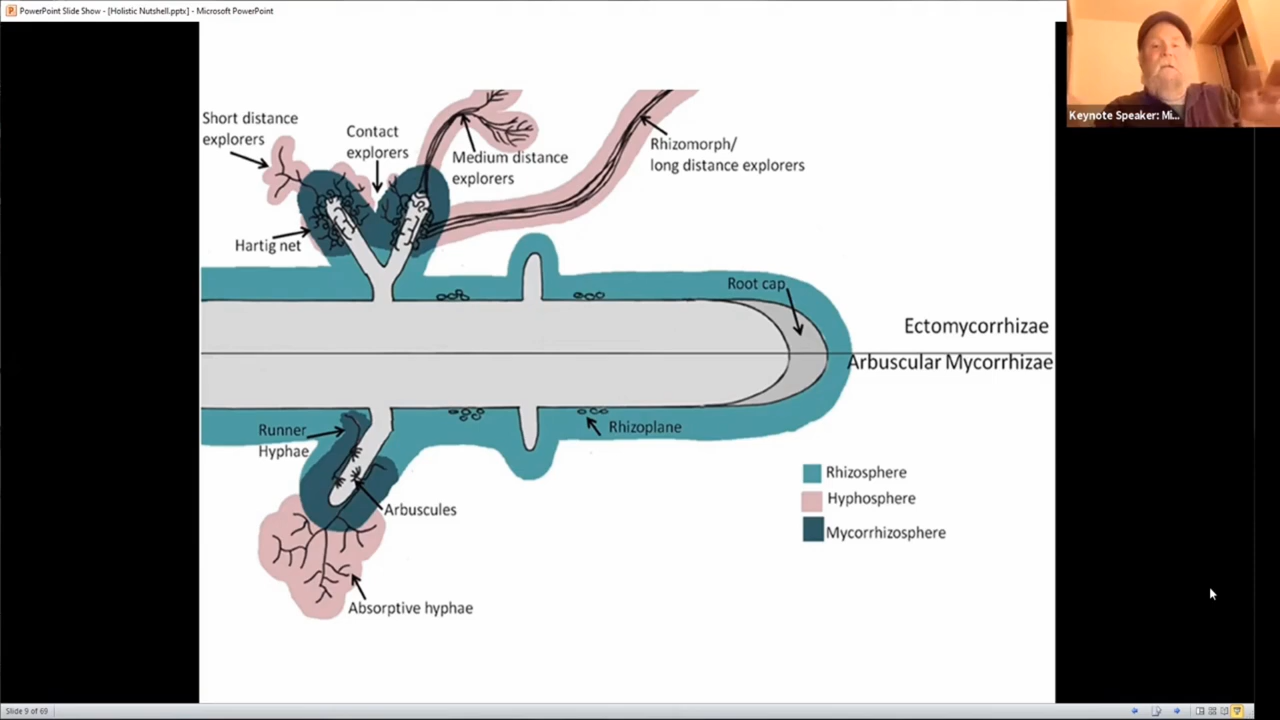 PowerPoint Slide Show - [Holistic Nutshell.pptx] - Microsoft PowerPoint
Keynote Speaker: Mi...
Short distance
explorers
Contact
explorers
Medium distance
explorers
Rhizomorph/
long distance explorers
Hartig net
Root cap
Ectomycorrhizae
Arbuscular Mycorrhizae
Runner
Hyphae
Rhizoplane
Arbuscules
Absorptive hyphae
Rhizosphere
Hyphosphere
Mycorrhizosphere
Slide 9 of 69